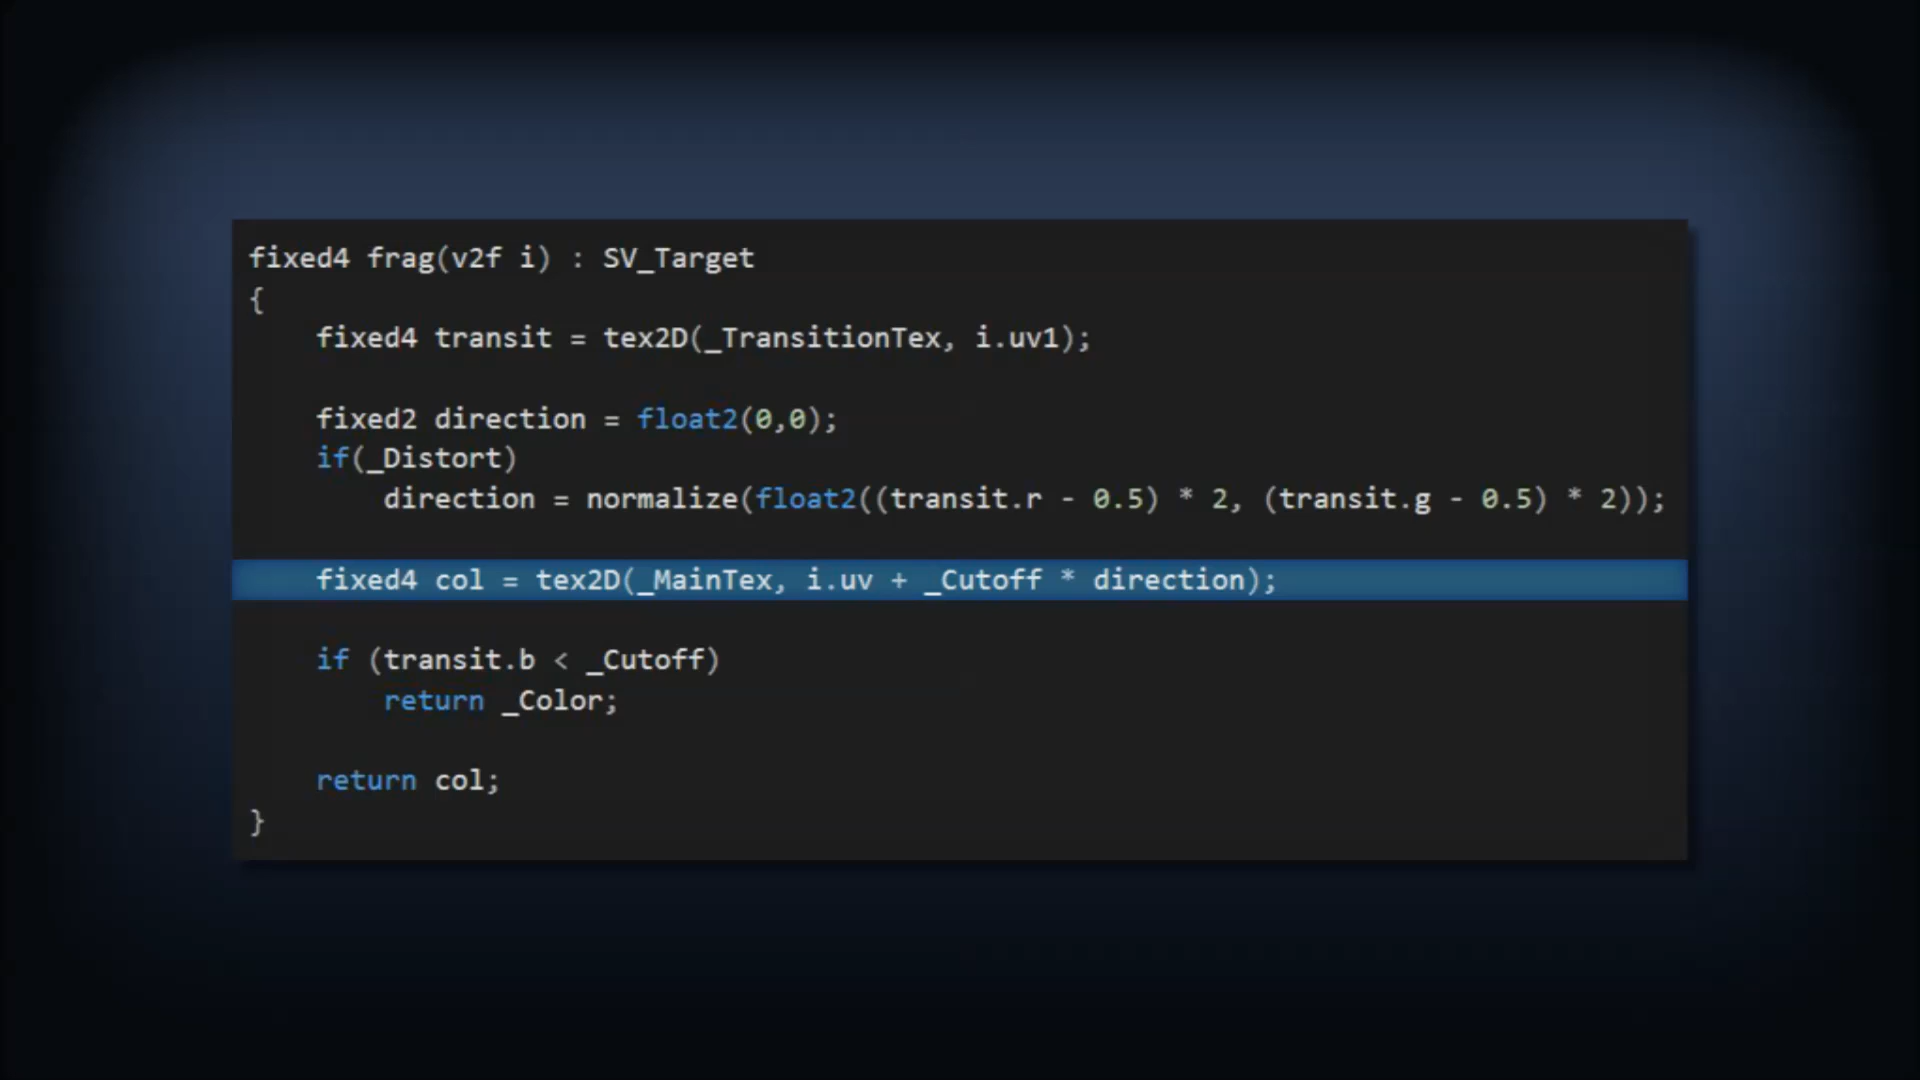 fixed4 frag(v2f i) : SV_Target
{
fixed4 transit = tex2D(_TransitionTex, i.uv1);
fixed2 direction = float2(0,0);
if(_Distort)
direction = normalize(float2((transit.r - 0.5) * 2, (transit.g - 0.5) * 2));
fixed4 col = tex2D(_MainTex, i.uv + _Cutoff * direction);
if (transit.b < _Cutoff)
return _Color;
return col;
}